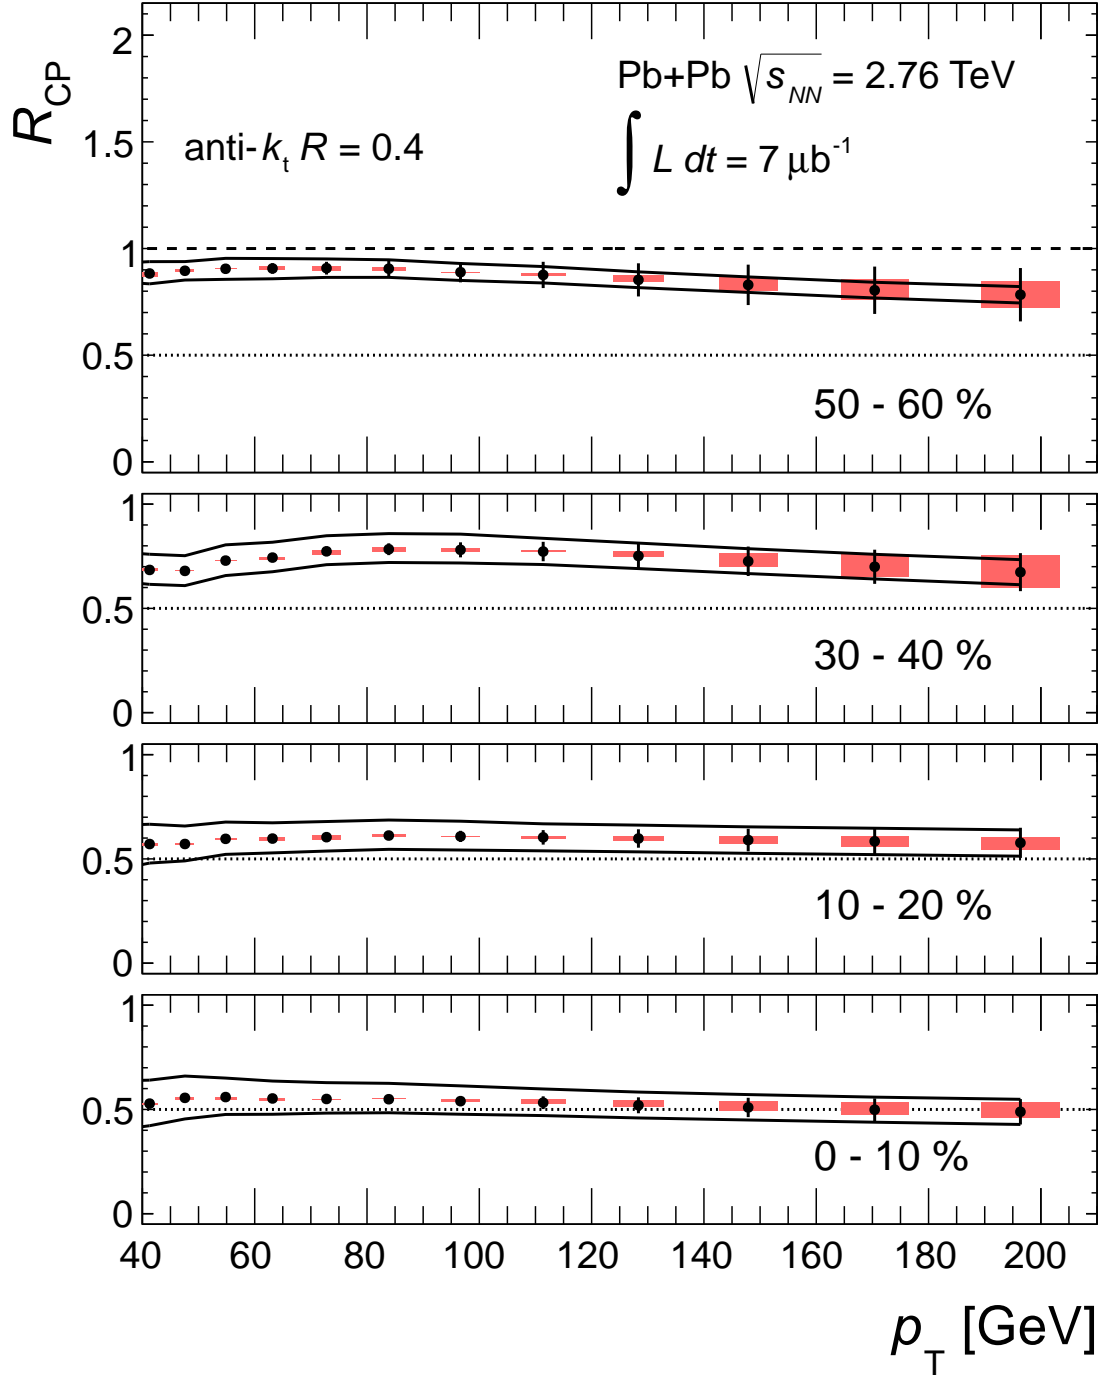 R_CP
2
1.5
1
0.5
0
anti-k_t R = 0.4
Pb+Pb √s_NN = 2.76 TeV
∫ L dt = 7 μb⁻¹
50 - 60 %
1
0.5
0
30 - 40 %
1
0.5
0
10 - 20 %
1
0.5
0
0 - 10 %
40 60 80 100 120 140 160 180 200
p_T [GeV]